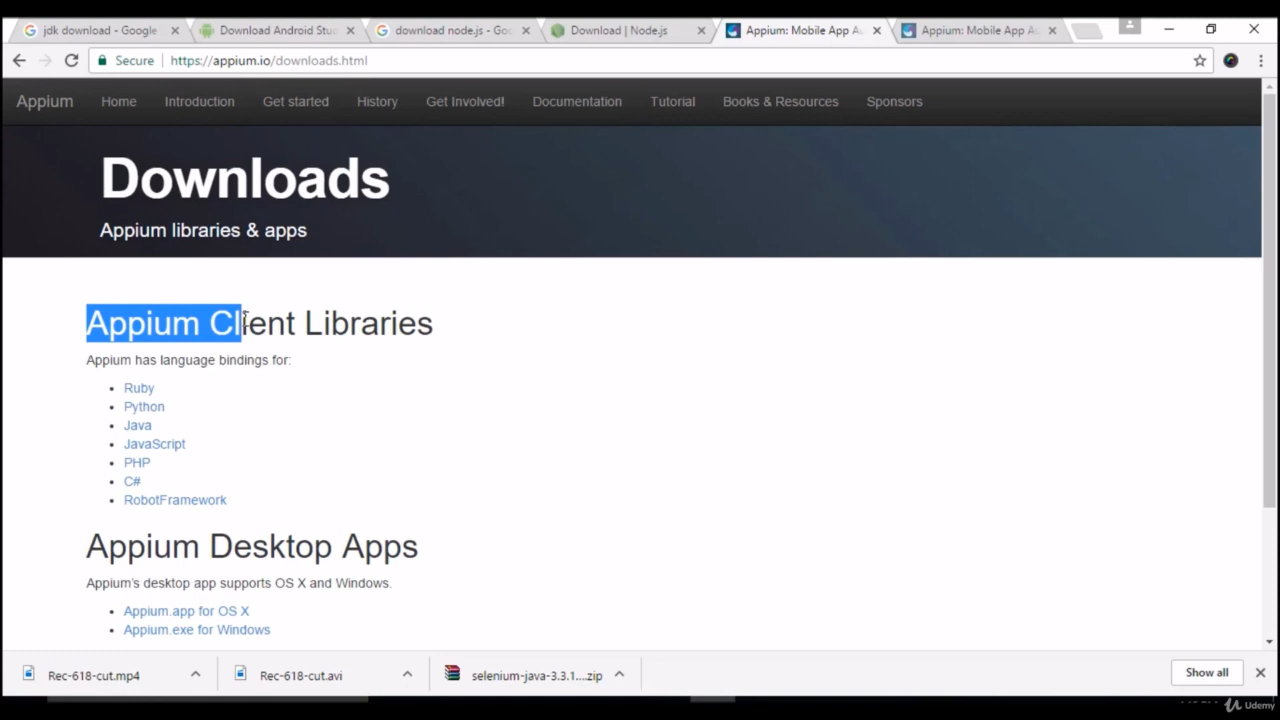 jdk download - Google
Download Android Stud
download node.js - Goo
Download | Node.js
Appium: Mobile App Au
Appium: Mobile App Au
Secure
https://appium.io/downloads.html
Appium
Home
Introduction
Get started
History
Get Involved!
Documentation
Tutorial
Books & Resources
Sponsors
Downloads
Appium libraries & apps
Appium Client Libraries
Appium has language bindings for:
Ruby
Python
Java
JavaScript
PHP
C#
RobotFramework
Appium Desktop Apps
Appium's desktop app supports OS X and Windows.
Appium.app for OS X
Appium.exe for Windows
Rec-618-cut.mp4
Rec-618-cut.avi
selenium-java-3.3.1....zip
Show all
Udemy